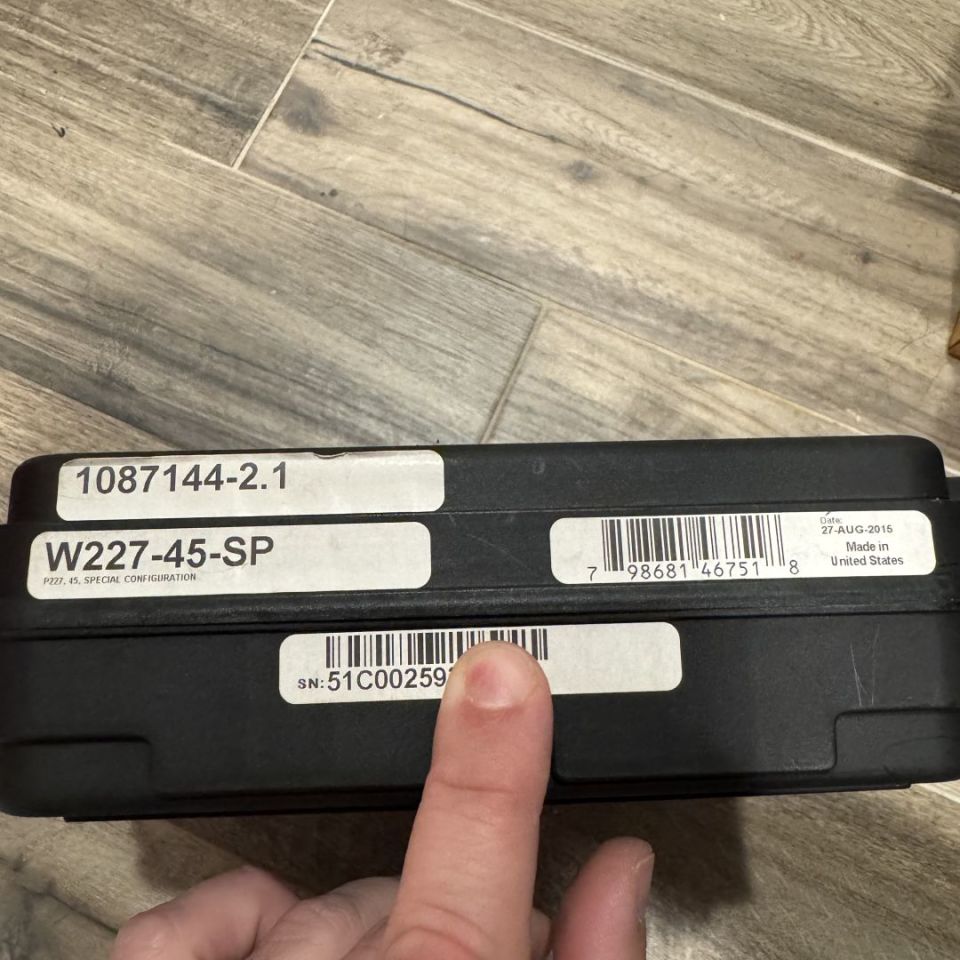 1087144-2.1
W227-45-SP
P227, 45, SPECIAL CONFIGURATION
7 98681 46751 8
Date:
27-AUG-2015
Made in
United States
SN: